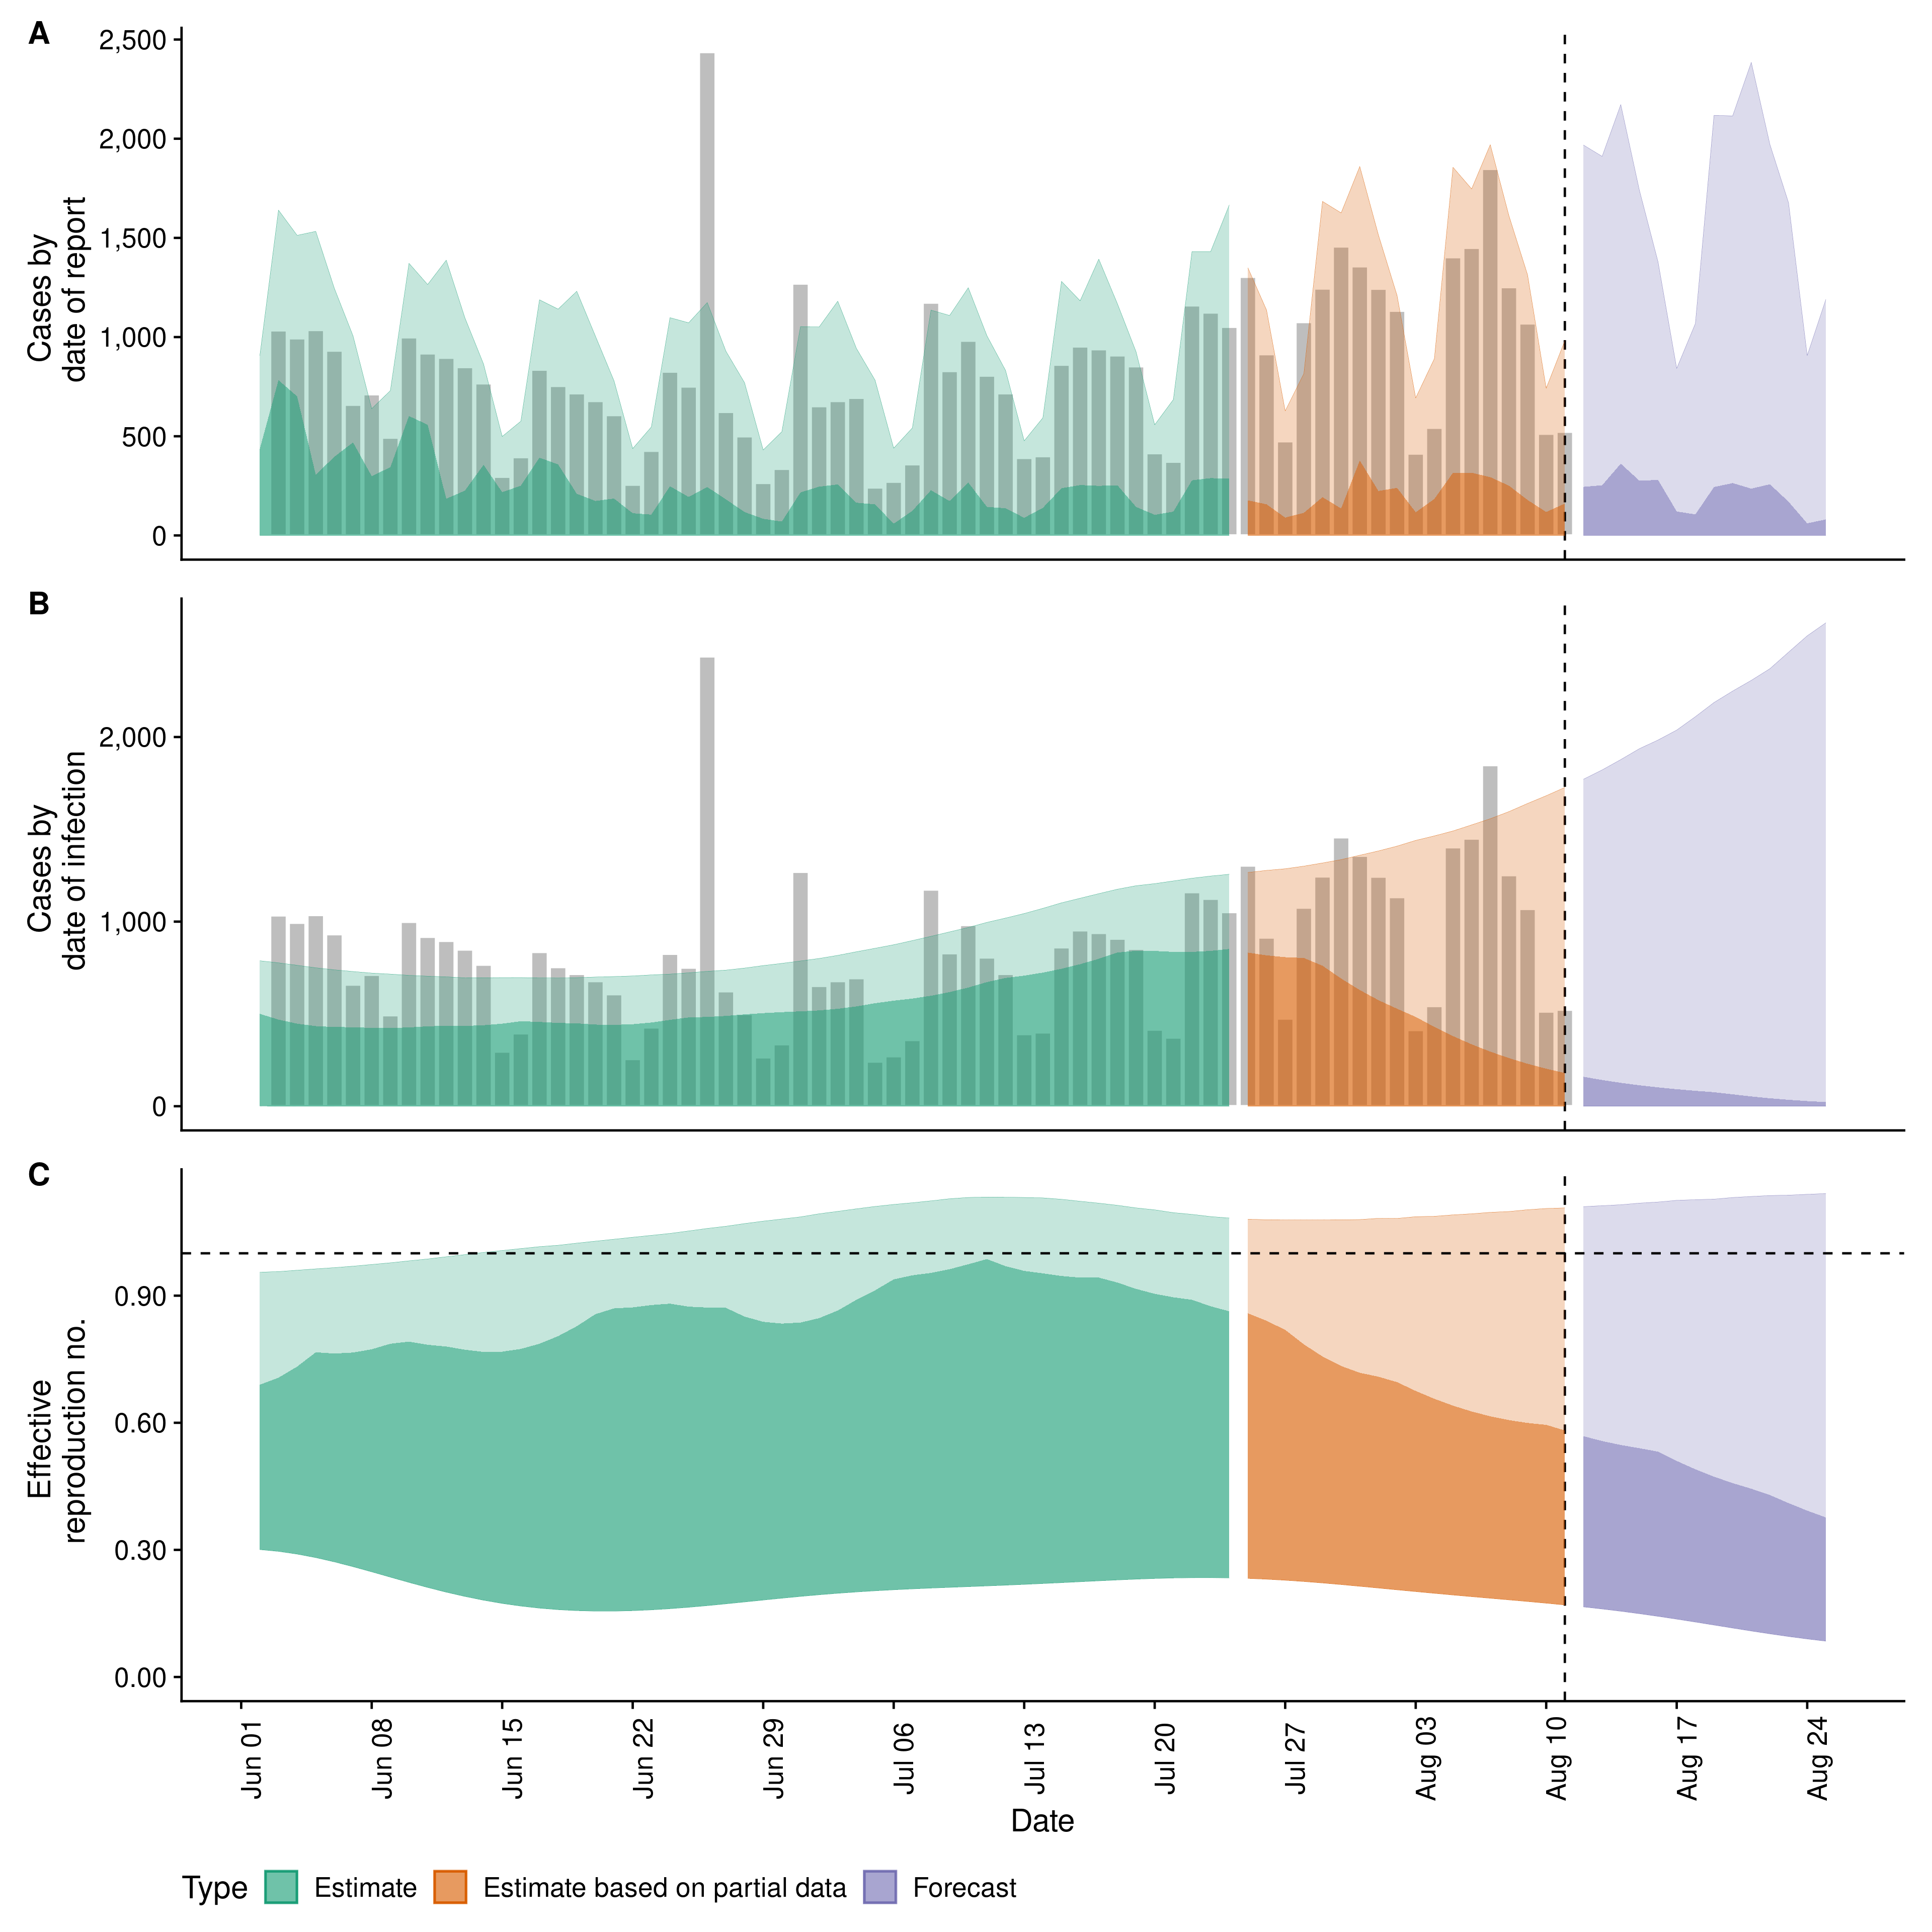 A
Cases by
date of report
2,500
2,000
1,500
1,000
500
0
B
Cases by
date of infection
2,000
1,000
0
C
Effective
reproduction no.
0.90
0.60
0.30
0.00
Jun 01
Jun 08
Jun 15
Jun 22
Jun 29
Jul 06
Jul 13
Jul 20
Jul 27
Aug 03
Aug 10
Aug 17
Aug 24
Date
Type
Estimate
Estimate based on partial data
Forecast